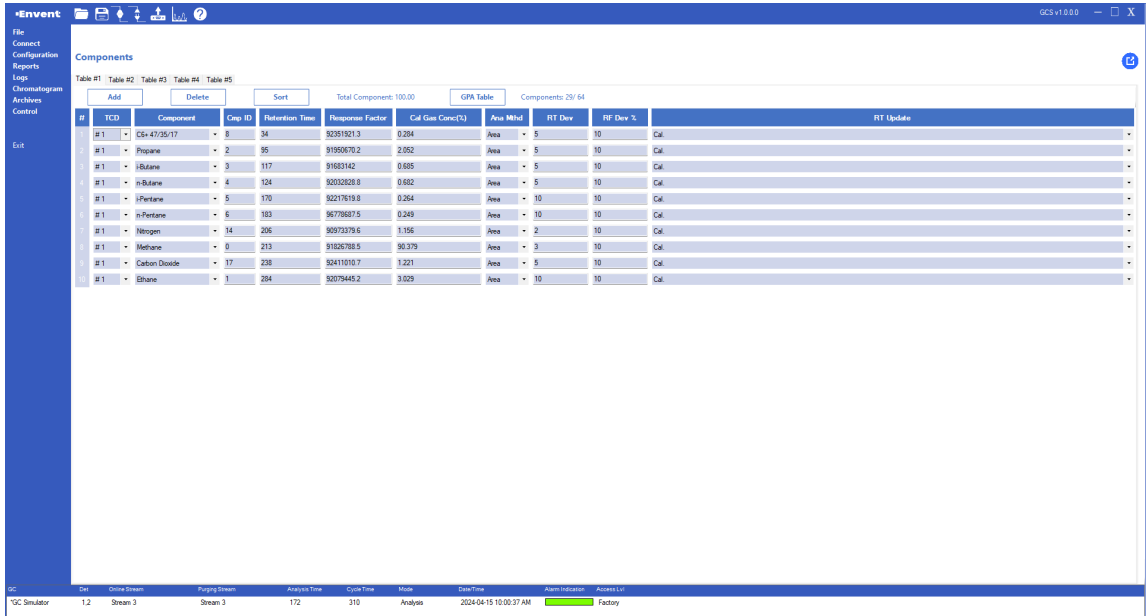 Envent
GCS v1.0.0.0
X
File
Connect
Configuration
Reports
Logs
Chromatogram
Archives
Control
Exit
Components
Table #1 Table #2 Table #3 Table #4 Table #5
Add Delete Sort Total Component: 100.00 GPA Table Components: 29/ 64
# TCD Component Cmp ID Retention Time Response Factor Cal Gas Conc(%) Ana Mthd RT Dev RF Dev % RT Update
1 #1 C6+ 47/35/17 8 34 92351921.3 0.284 Area 5 10 Cal.
2 #1 Propane 2 95 91950670.2 2.052 Area 5 10 Cal.
3 #1 i-Butane 3 117 91683142 0.685 Area 5 10 Cal.
4 #1 n-Butane 4 124 92032828.8 0.682 Area 5 10 Cal.
5 #1 i-Pentane 5 170 92217619.8 0.264 Area 10 10 Cal.
6 #1 n-Pentane 6 183 96778687.5 0.249 Area 10 10 Cal.
7 #1 Nitrogen 14 206 90973379.6 1.156 Area 2 10 Cal.
8 #1 Methane 0 213 91826788.5 90.379 Area 3 10 Cal.
9 #1 Carbon Dioxide 17 238 92411010.7 1.221 Area 5 10 Cal.
10 #1 Ethane 1 284 92079445.2 3.029 Area 10 10 Cal.
GC Det Online Stream Purging Stream Analysis Time Cycle Time Mode Date/Time Alarm Indication Access Lvl
*GC Simulator 1,2 Stream 3 Stream 3 172 310 Analysis 2024-04-15 10:00:37 AM Factory